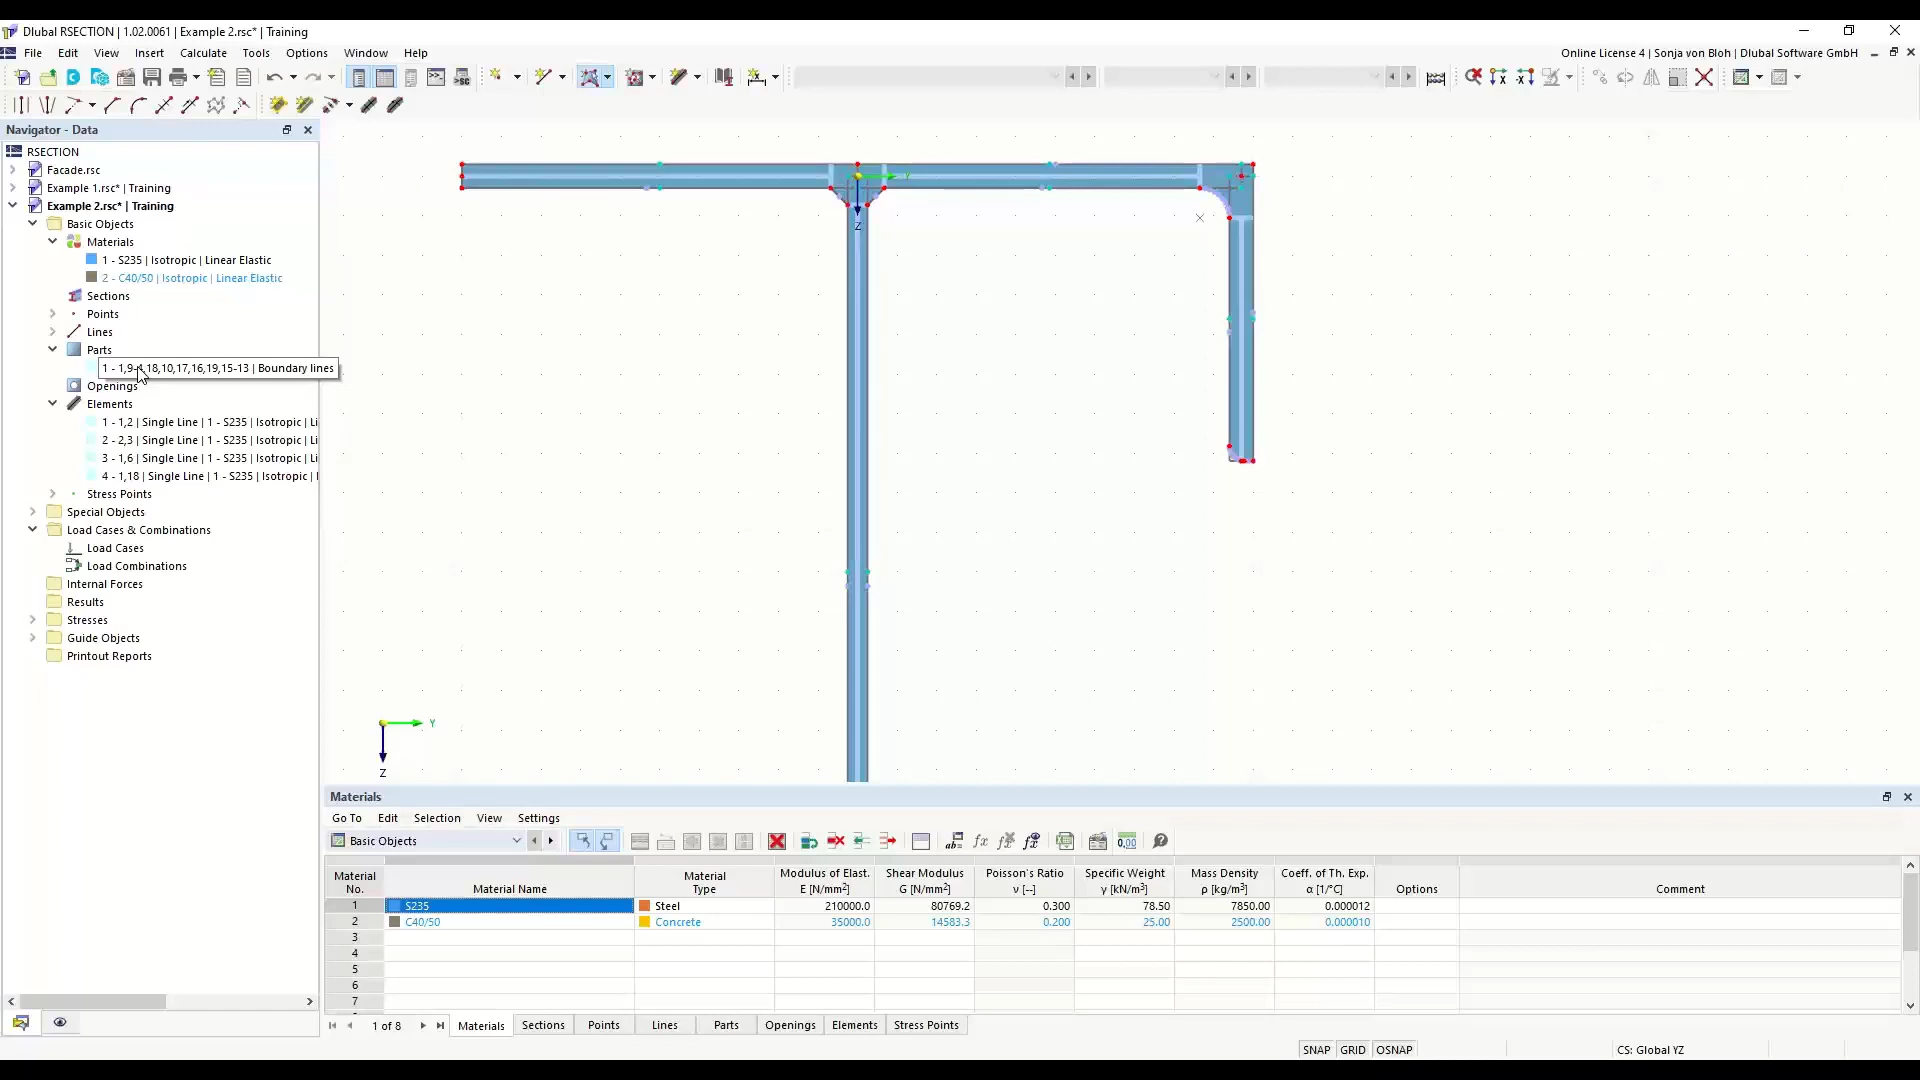 Dlubal RSECTION | 1.02.0061 | Example 2.rsc* | Training
File Edit View Insert Calculate Tools Options Window Help
Online License 4 | Sonja von Bloh | Dlubal Software GmbH
Navigator - Data
RSECTION
Facade.rsc
Example 1.rsc* | Training
Example 2.rsc* | Training
Basic Objects
Materials
1 - S235 | Isotropic | Linear Elastic
2 - C40/50 | Isotropic | Linear Elastic
Sections
Points
Lines
Parts
1 - 1,9-4,18,10,17,16,19,15-13 | Boundary lines
Openings
Elements
1 - 1,2 | Single Line | 1 - S235 | Isotropic | Li
2 - 2,3 | Single Line | 1 - S235 | Isotropic | Li
3 - 1,6 | Single Line | 1 - S235 | Isotropic | Li
4 - 1,18 | Single Line | 1 - S235 | Isotropic |
Stress Points
Special Objects
Load Cases & Combinations
Load Cases
Load Combinations
Internal Forces
Results
Stresses
Guide Objects
Printout Reports
Y
Z
Y
Z
Materials
Go To Edit Selection View Settings
Basic Objects
Material No. Material Name Material Type Modulus of Elast. E [N/mm²] Shear Modulus G [N/mm²] Poisson's Ratio ν [--] Specific Weight γ [kN/m³] Mass Density ρ [kg/m³] Coeff. of Th. Exp. α [1/°C] Options Comment
1 S235 Steel 210000.0 80769.2 0.300 78.50 7850.00 0.000012
2 C40/50 Concrete 35000.0 14583.3 0.200 25.00 2500.00 0.000010
3
4
5
6
7
1 of 8 Materials Sections Points Lines Parts Openings Elements Stress Points
SNAP GRID OSNAP CS: Global YZ